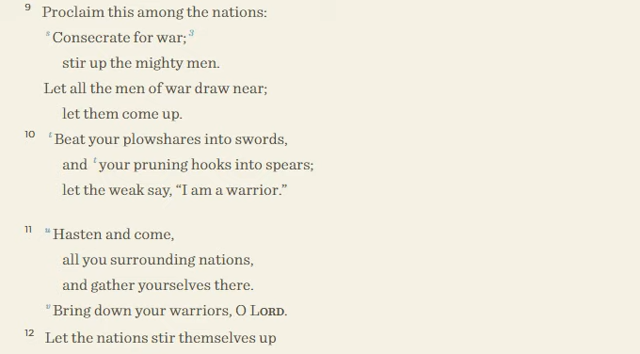 9 Proclaim this among the nations:
s Consecrate for war; 3
stir up the mighty men.
Let all the men of war draw near;
let them come up.
10 t Beat your plowshares into swords,
and t your pruning hooks into spears;
let the weak say, “I am a warrior.”
11 u Hasten and come,
all you surrounding nations,
and gather yourselves there.
v Bring down your warriors, O LORD.
12 Let the nations stir themselves up